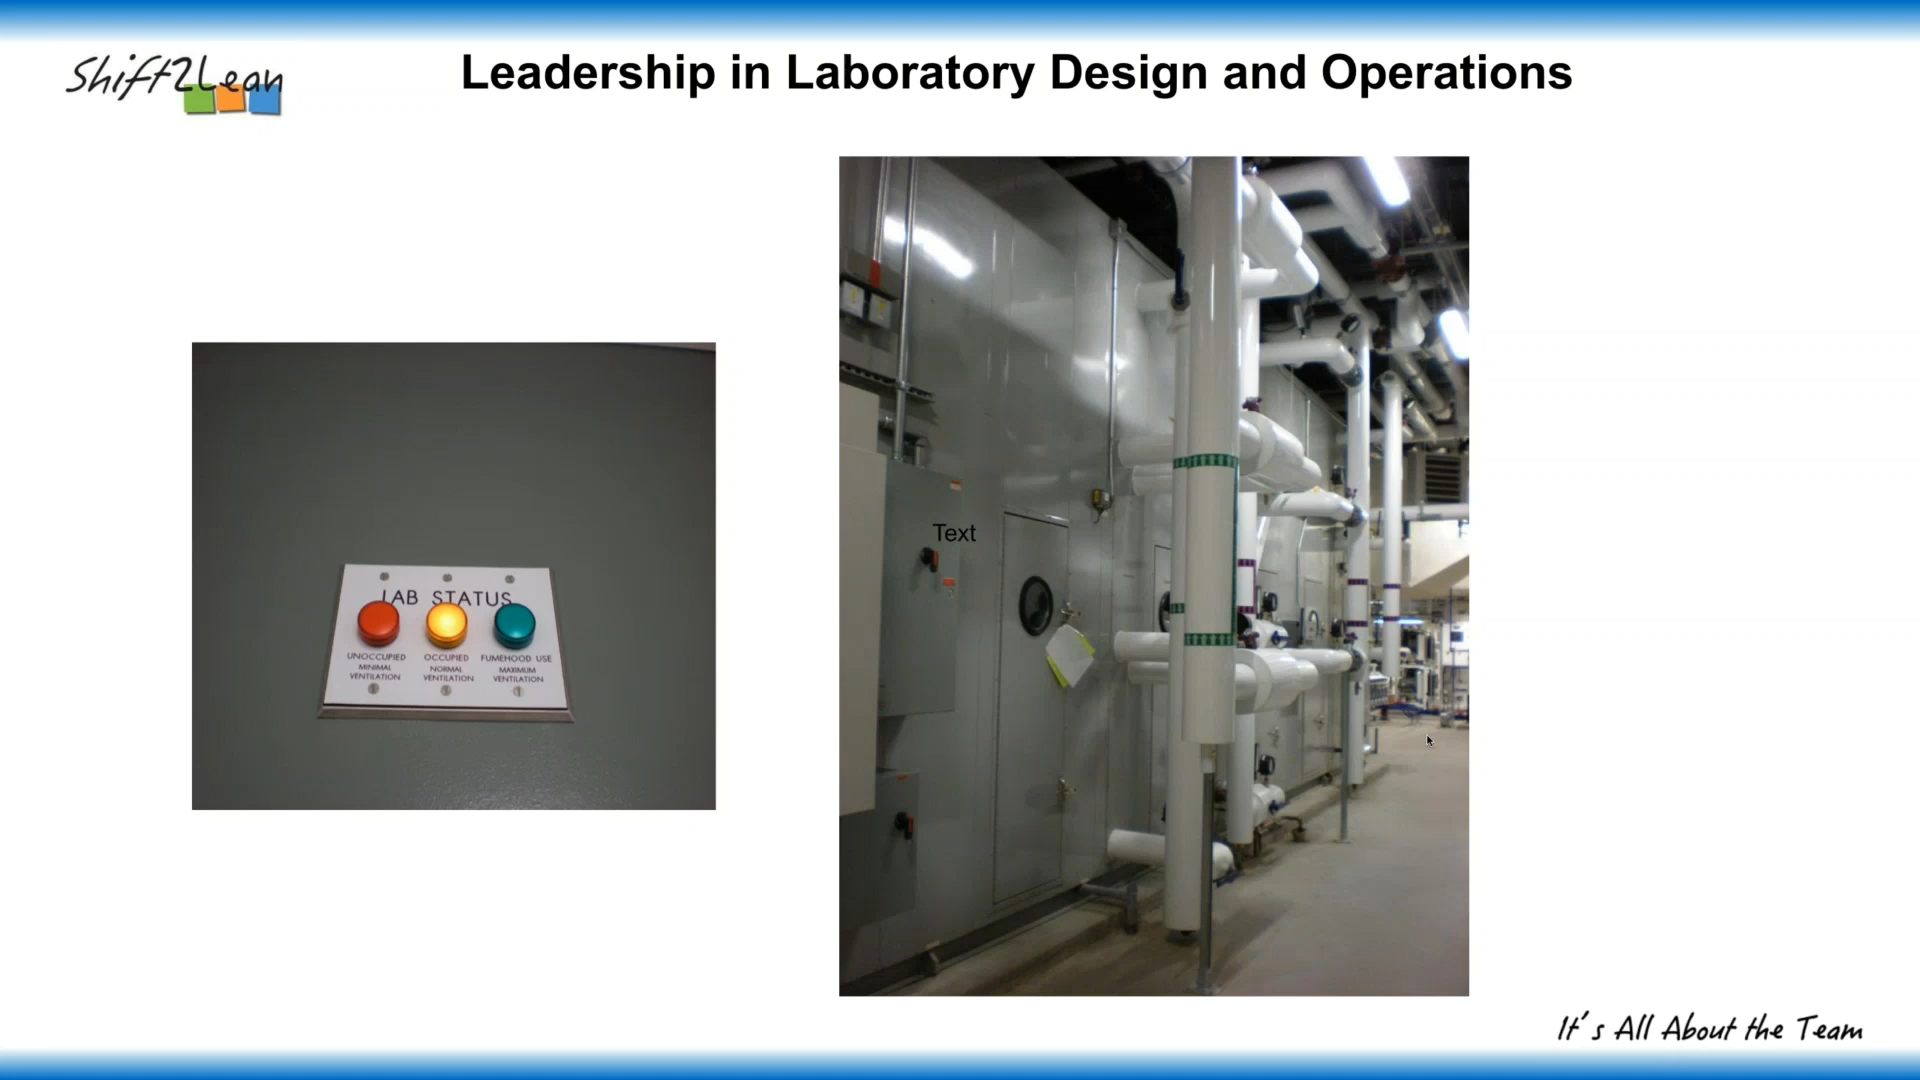 Shift2Lean
Leadership in Laboratory Design and Operations
LAB STATUS
UNOCCUPIED
MINIMAL
VENTILATION
OCCUPIED
NORMAL
VENTILATION
FUMEHOOD USE
MAXIMUM
VENTILATION
Text
It's All About the Team